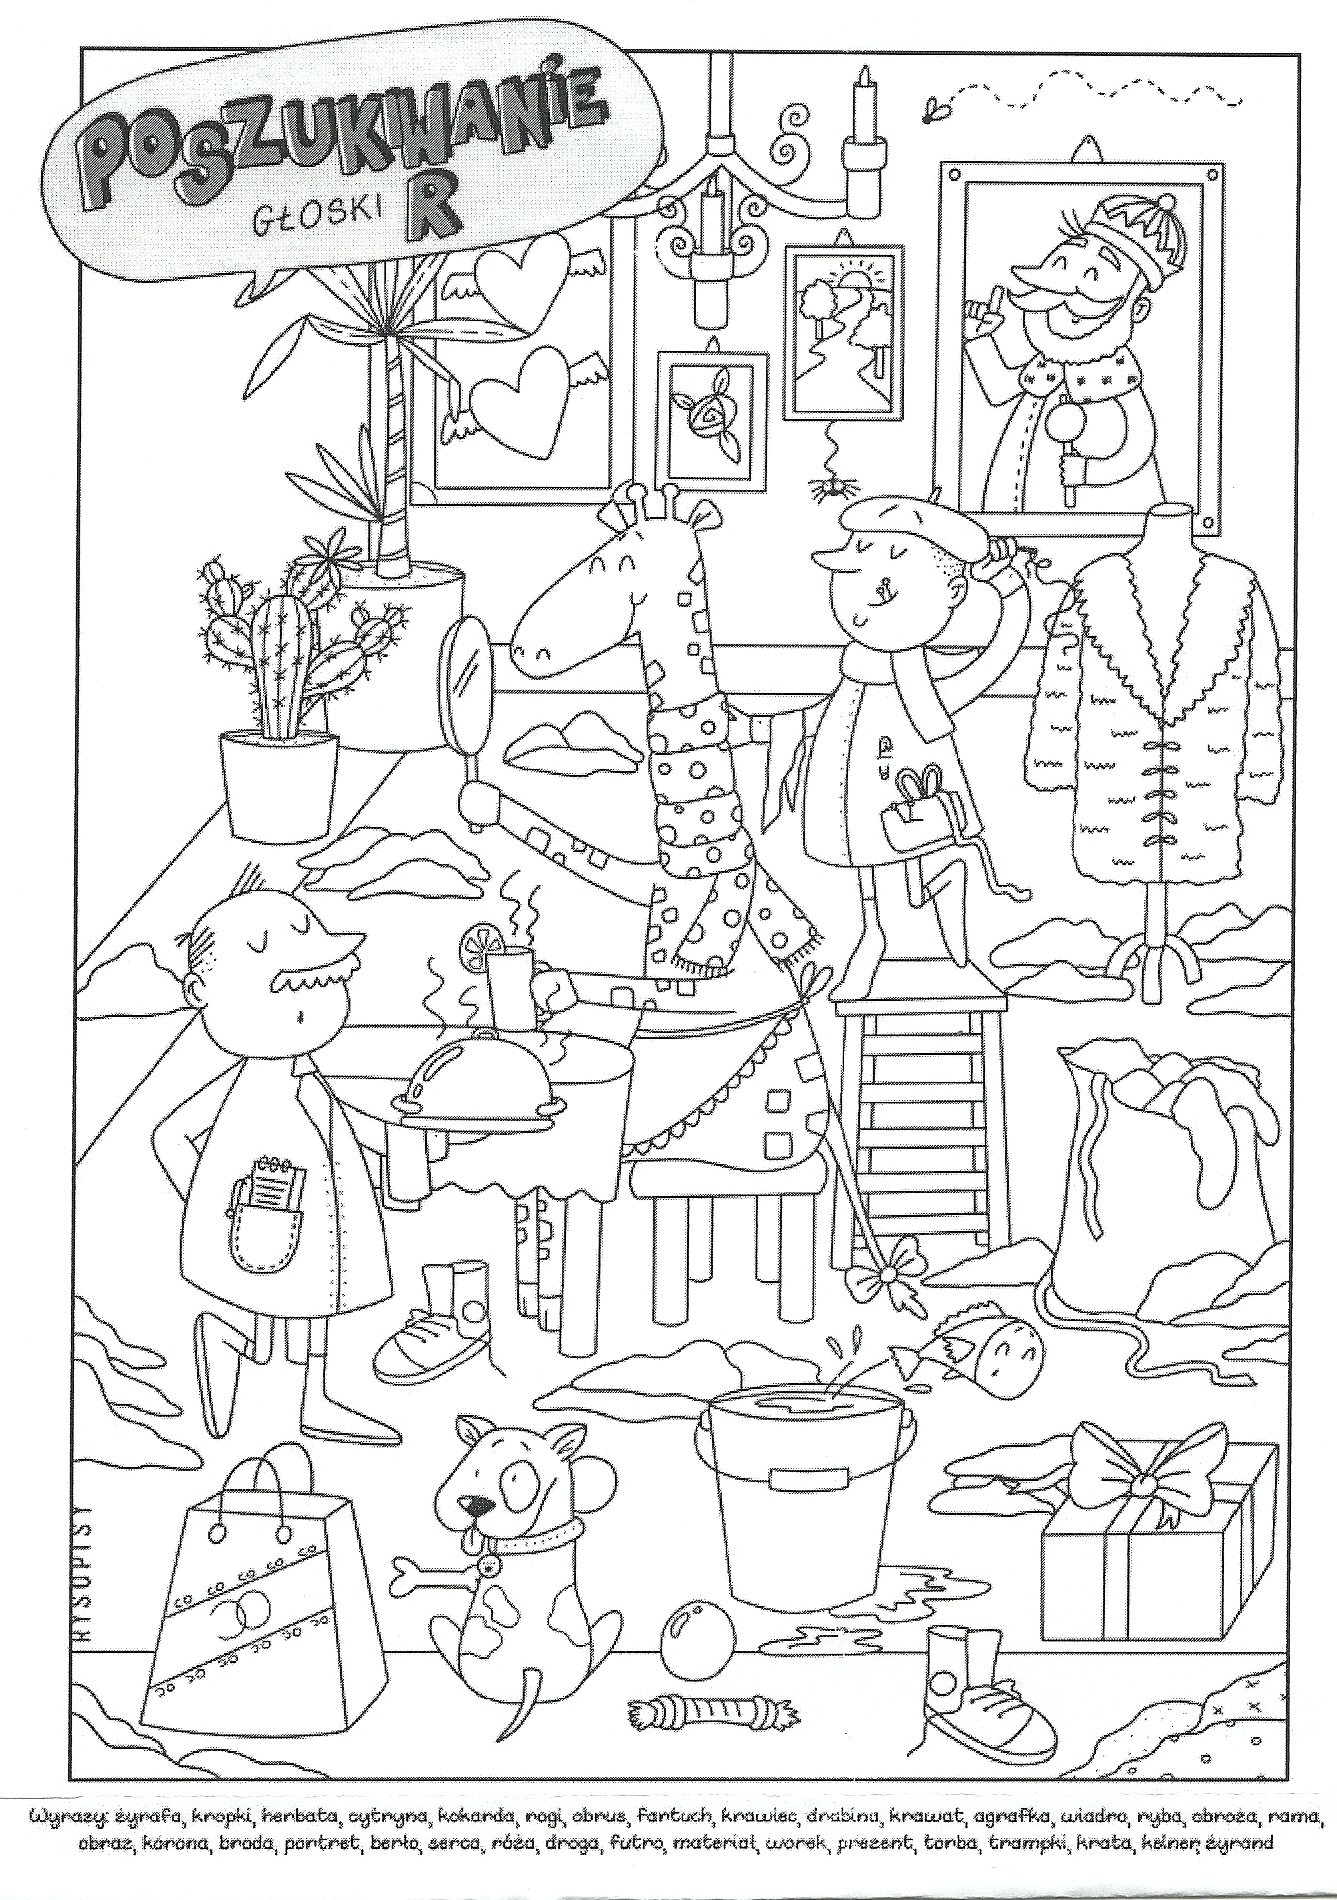 POSZUKIWANIE
GŁOSKI R
RYSOPISY
Wyrazy: żyrafa, kropki, herbata, cytryna, kokarda, rogi, obrus, fartuch, krawiec, drabina, krawat, agrafka, wiadro, ryba, obroża, rama,
obraz, korona, broda, portret, berło, serca, róża, droga, futro, materiał, worek, prezent, torba, trampki, krata, kelner, żyrand